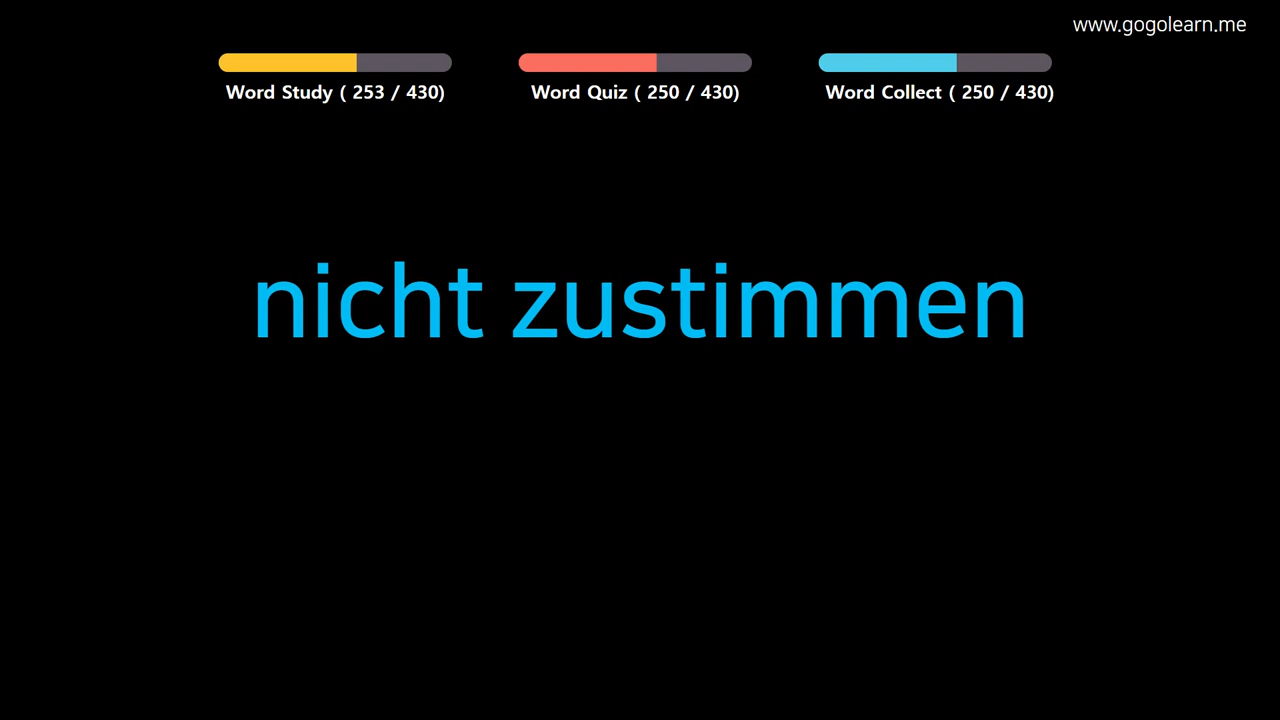 www.gogolearn.me
Word Study ( 253 / 430)
Word Quiz ( 250 / 430)
Word Collect ( 250 / 430)
nicht zustimmen